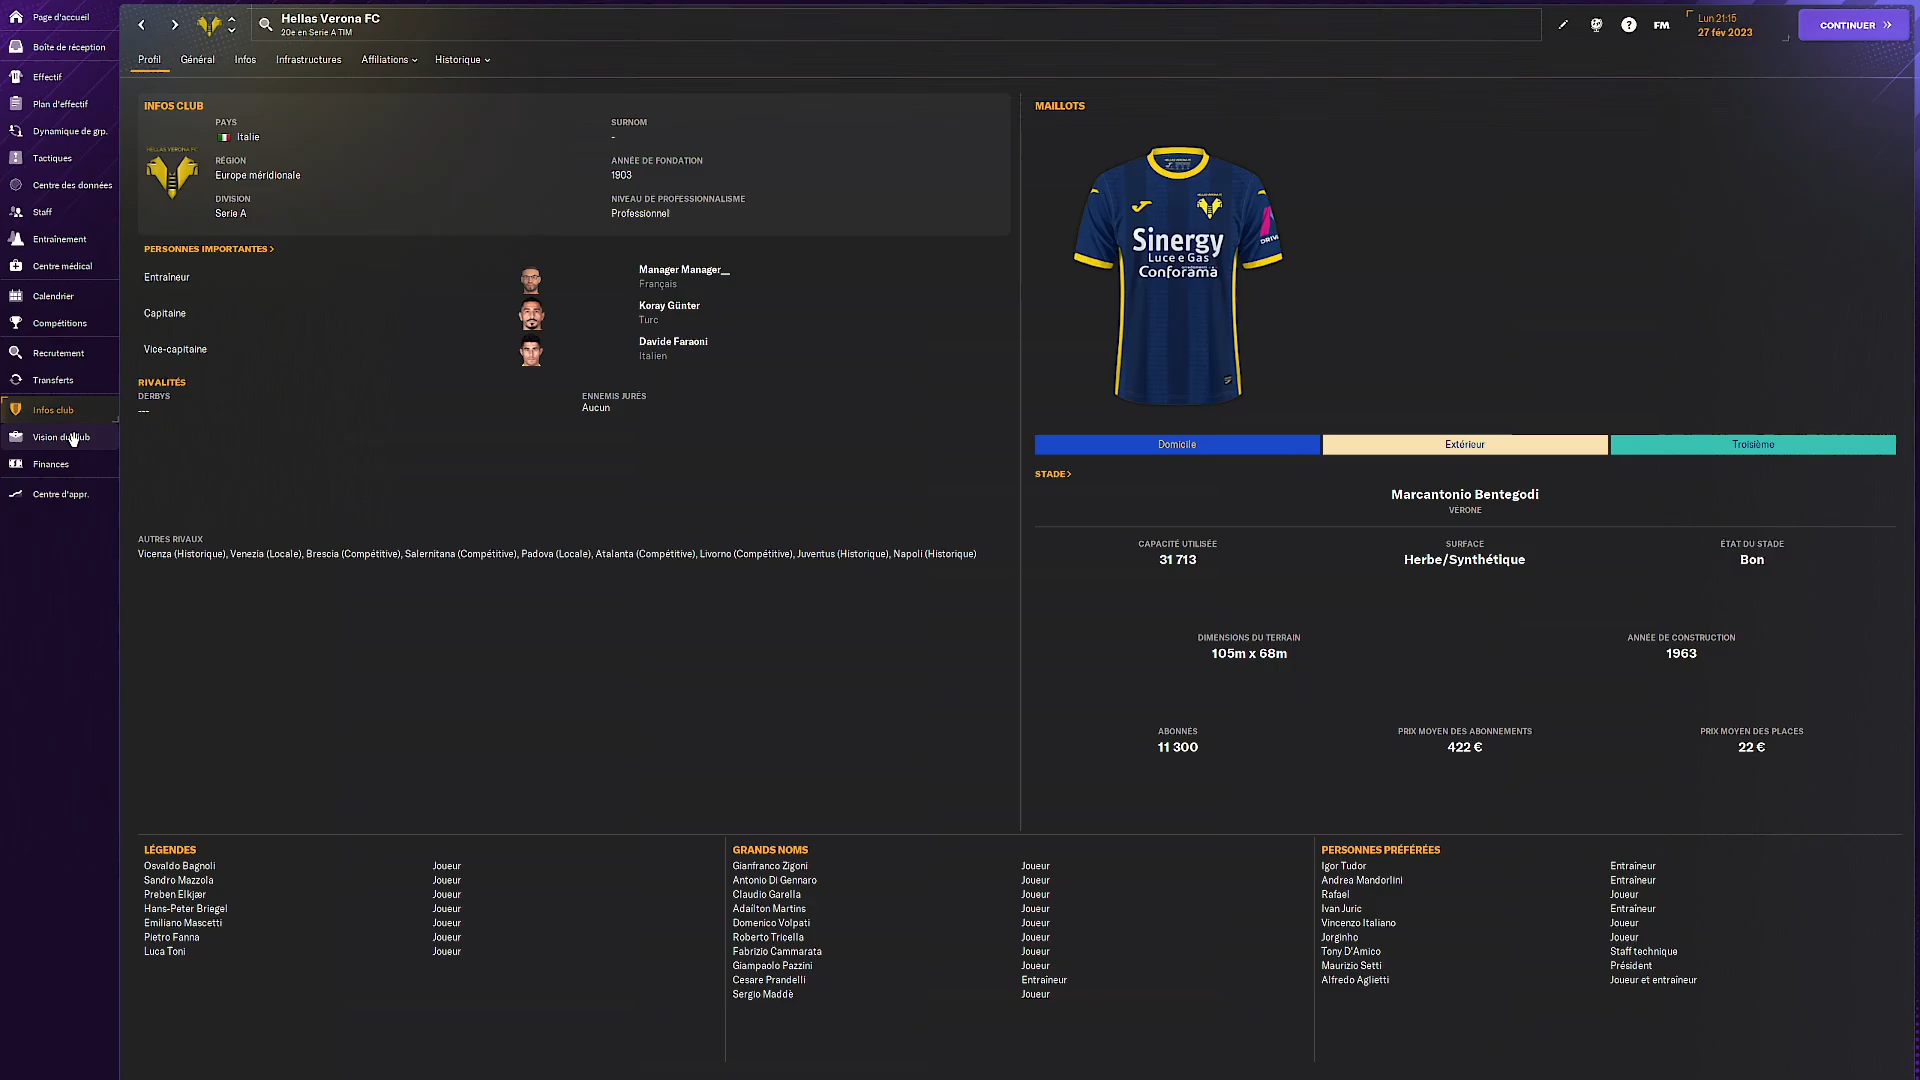 Page d'accueil
Boîte de réception
Effectif
Plan d'effectif
Dynamique de grp.
Tactiques
Centre des données
Staff
Entraînement
Centre médical
Calendrier
Compétitions
Recrutement
Transferts
Infos club
Vision du club
Finances
Centre d'appr.
Hellas Verona FC
20e en Serie A TIM
FM
Lun 21:15
27 fév 2023
CONTINUER
Profil
Général
Infos
Infrastructures
Affiliations
Historique
INFOS CLUB
HELLAS VERONA FC
PAYS
Italie
SURNOM
-
RÉGION
Europe méridionale
ANNÉE DE FONDATION
1903
DIVISION
Serie A
NIVEAU DE PROFESSIONNALISME
Professionnel
PERSONNES IMPORTANTES >
Entraîneur
Manager Manager__
Français
Capitaine
Koray Günter
Turc
Vice-capitaine
Davide Faraoni
Italien
RIVALITÉS
DERBYS
---
ENNEMIS JURÉS
Aucun
AUTRES RIVAUX
Vicenza (Historique), Venezia (Locale), Brescia (Compétitive), Salernitana (Compétitive), Padova (Locale), Atalanta (Compétitive), Livorno (Compétitive), Juventus (Historique), Napoli (Historique)
MAILLOTS
Sinergy
Luce e Gas
Conforama
DRIV
Domicile
Extérieur
Troisième
STADE >
Marcantonio Bentegodi
VÉRONE
CAPACITÉ UTILISÉE
31 713
SURFACE
Herbe/Synthétique
ÉTAT DU STADE
Bon
DIMENSIONS DU TERRAIN
105m x 68m
ANNÉE DE CONSTRUCTION
1963
ABONNÉS
11 300
PRIX MOYEN DES ABONNEMENTS
422 €
PRIX MOYEN DES PLACES
22 €
LÉGENDES
Osvaldo Bagnoli Joueur
Sandro Mazzola Joueur
Preben Elkjær Joueur
Hans-Peter Briegel Joueur
Emiliano Mascetti Joueur
Pietro Fanna Joueur
Luca Toni Joueur
GRANDS NOMS
Gianfranco Zigoni Joueur
Antonio Di Gennaro Joueur
Claudio Garella Joueur
Adaílton Martins Joueur
Domenico Volpati Joueur
Roberto Tricella Joueur
Fabrizio Cammarata Joueur
Giampaolo Pazzini Joueur
Cesare Prandelli Entraîneur
Sergio Maddè Joueur
PERSONNES PRÉFÉRÉES
Igor Tudor Entraîneur
Andrea Mandorlini Entraîneur
Rafael Joueur
Ivan Juric Entraîneur
Vincenzo Italiano Joueur
Jorginho Joueur
Tony D'Amico Staff technique
Maurizio Setti Président
Alfredo Aglietti Joueur et entraîneur